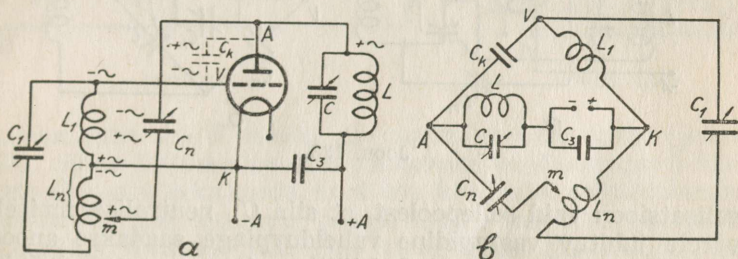 A
+~
+~
Ck
-~
V
-~
C1
L1
-~
+~
Cn
C
L
+~
-~
Ln
+~
m
K
C3
-A
+A
a
V
Ck
L1
L
- +
A
C
C3
K
C1
Cn
m
Ln
б